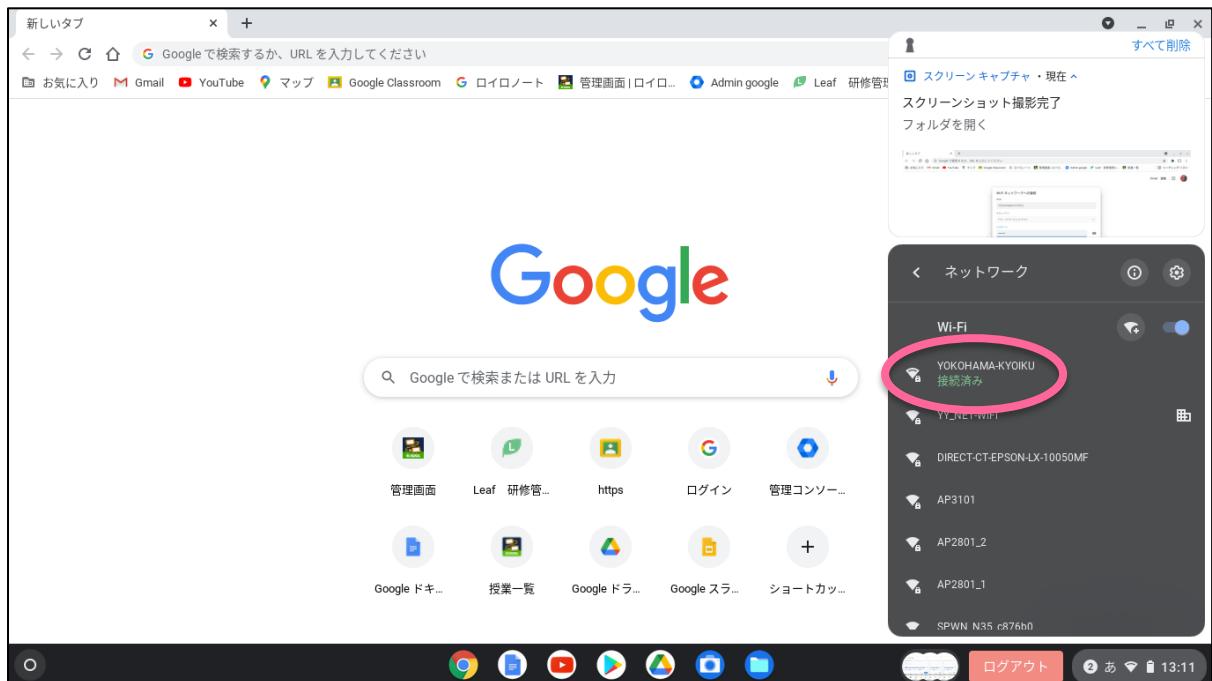 新しいタブ
Google で検索するか、URL を入力してください
お気に入り Gmail YouTube マップ Google Classroom ロイロノート 管理画面 | ロイロ... Admin google Leaf 研修管理
すべて削除
スクリーン キャプチャ ・現在
スクリーンショット撮影完了
フォルダを開く
Google
Google で検索または URL を入力
管理画面 Leaf 研修管... https ログイン 管理コンソー...
Google ドキ... 授業一覧 Google ドラ... Google スラ... ショートカッ...
ネットワーク
Wi-Fi
YOKOHAMA-KYOIKU
接続済み
YY_NET-WIFI
DIRECT-CT-EPSON-LX-10050MF
AP3101
AP2801_2
AP2801_1
SPWN_N35_c876b0
ログアウト 2 あ 13:11